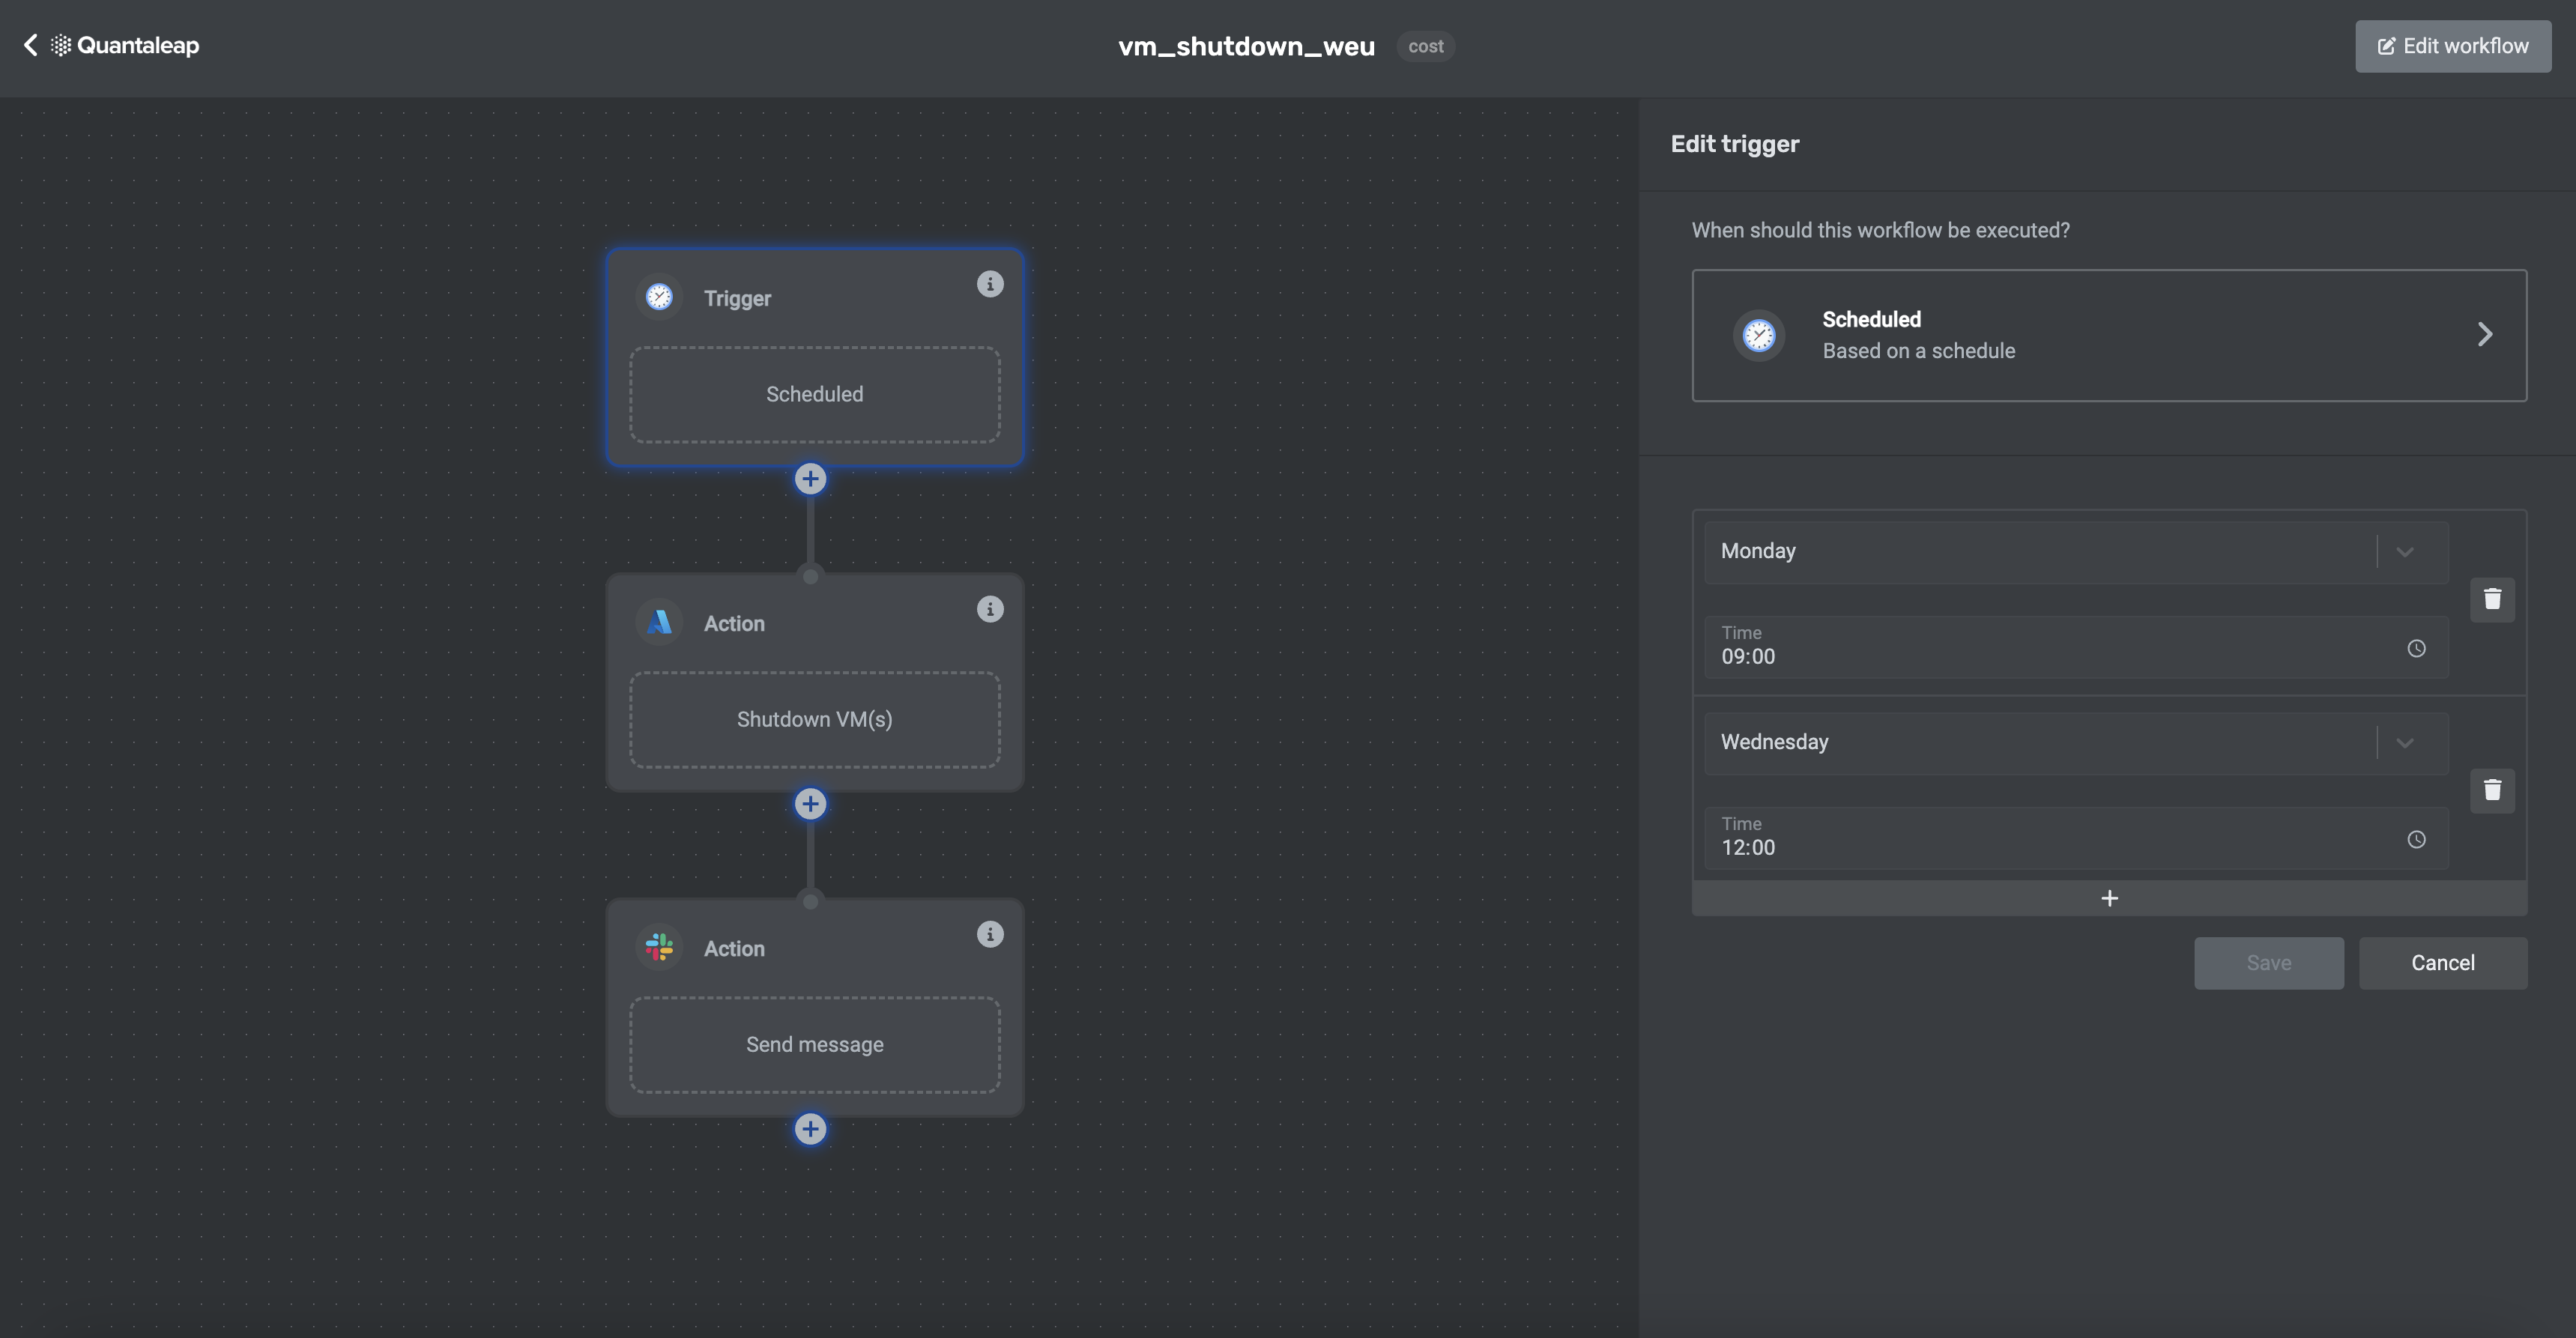 Quantaleap
vm_shutdown_weu cost
Edit workflow
Trigger
Scheduled
Action
Shutdown VM(s)
Action
Send message
Edit trigger
When should this workflow be executed?
Scheduled
Based on a schedule
Monday
Time
09:00
Wednesday
Time
12:00
Save
Cancel